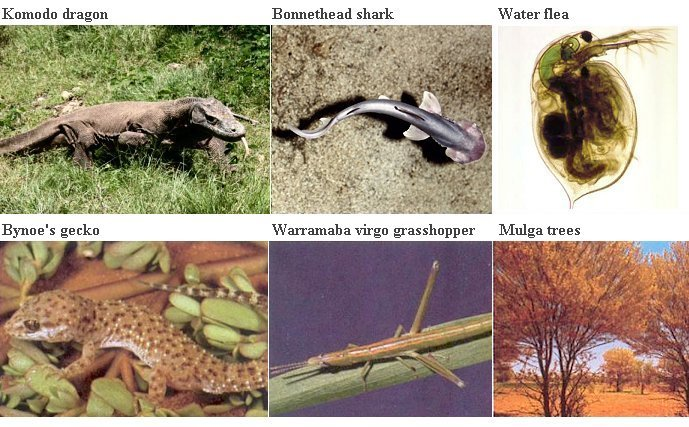 Komodo dragon
Bonnethead shark
Water flea
Bynoe's gecko
Warramaba virgo grasshopper
Mulga trees